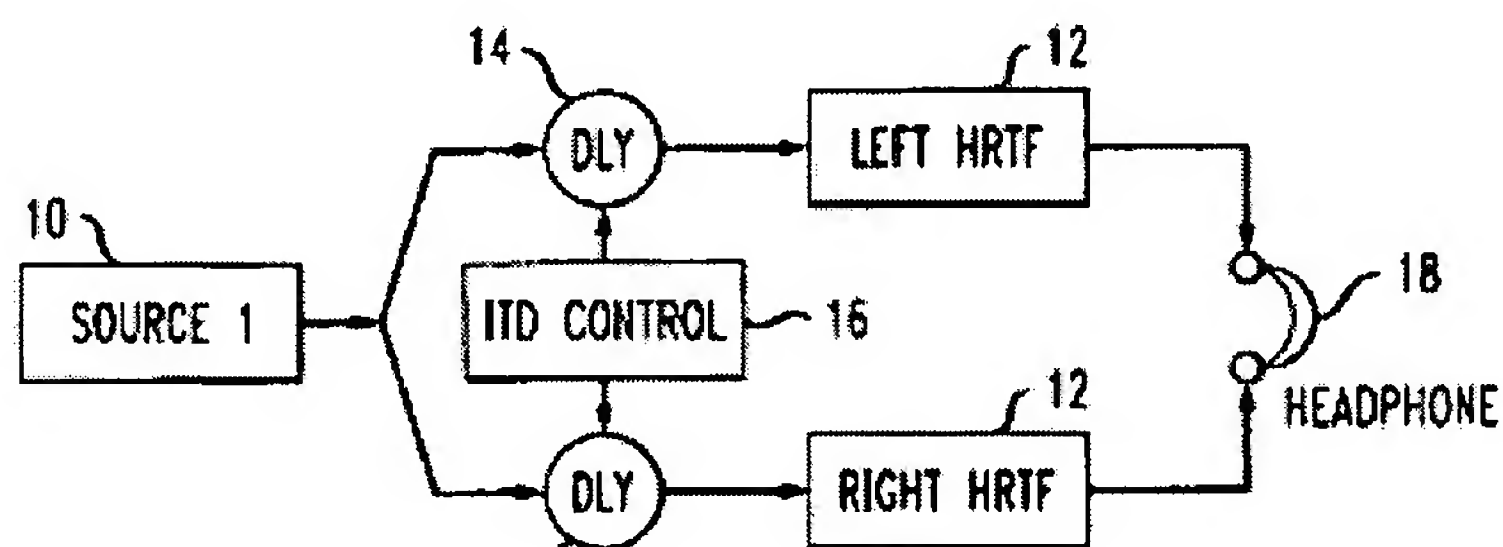 14
12
DLY
LEFT HRTF
10
SOURCE 1
ITD CONTROL
16
18
12
HEADPHONE
DLY
RIGHT HRTF